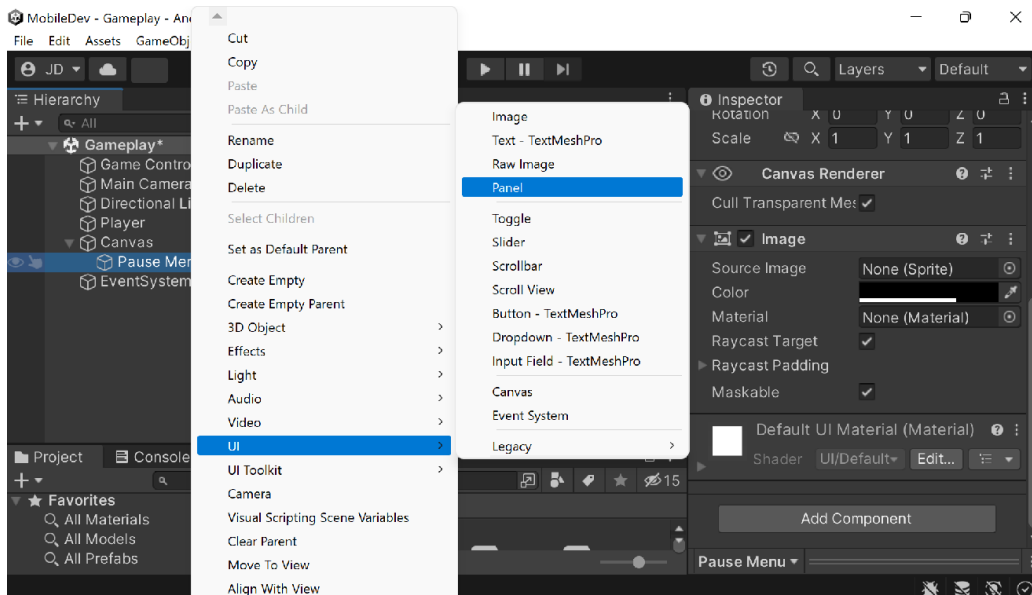 MobileDev - Gameplay - An
File Edit Assets GameObj
JD
Layers
Default
Hierarchy
All
Gameplay*
Game Contro
Main Camera
Directional Li
Player
Canvas
Pause Mer
EventSystem
Cut
Copy
Paste
Paste As Child
Rename
Duplicate
Delete
Select Children
Set as Default Parent
Create Empty
Create Empty Parent
3D Object
Effects
Light
Audio
Video
UI
UI Toolkit
Camera
Visual Scripting Scene Variables
Clear Parent
Move To View
Align With View
Image
Text - TextMeshPro
Raw Image
Panel
Toggle
Slider
Scrollbar
Scroll View
Button - TextMeshPro
Dropdown - TextMeshPro
Input Field - TextMeshPro
Canvas
Event System
Legacy
Inspector
Rotation X 0 Y 0 Z 0
Scale X 1 Y 1 Z 1
Canvas Renderer
Cull Transparent Mes
Image
Source Image None (Sprite)
Color
Material None (Material)
Raycast Target
Raycast Padding
Maskable
Default UI Material (Material)
Shader UI/Default Edit...
Add Component
Pause Menu
Project Console
15
Favorites
All Materials
All Models
All Prefabs